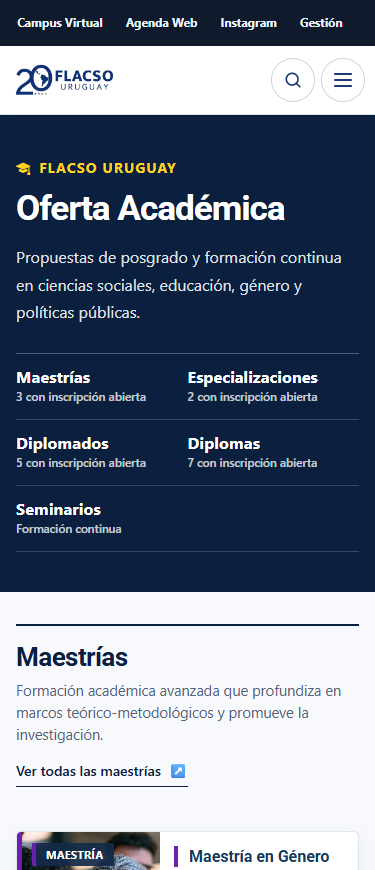 Campus Virtual Agenda Web Instagram Gestión
20 FLACSO
URUGUAY
FLACSO URUGUAY
Oferta Académica
Propuestas de posgrado y formación continua
en ciencias sociales, educación, género y
políticas públicas.
Maestrías Especializaciones
3 con inscripción abierta 2 con inscripción abierta
Diplomados Diplomas
5 con inscripción abierta 7 con inscripción abierta
Seminarios
Formación continua
Maestrías
Formación académica avanzada que profundiza en
marcos teórico-metodológicos y promueve la
investigación.
Ver todas las maestrías
MAESTRÍA Maestría en Género